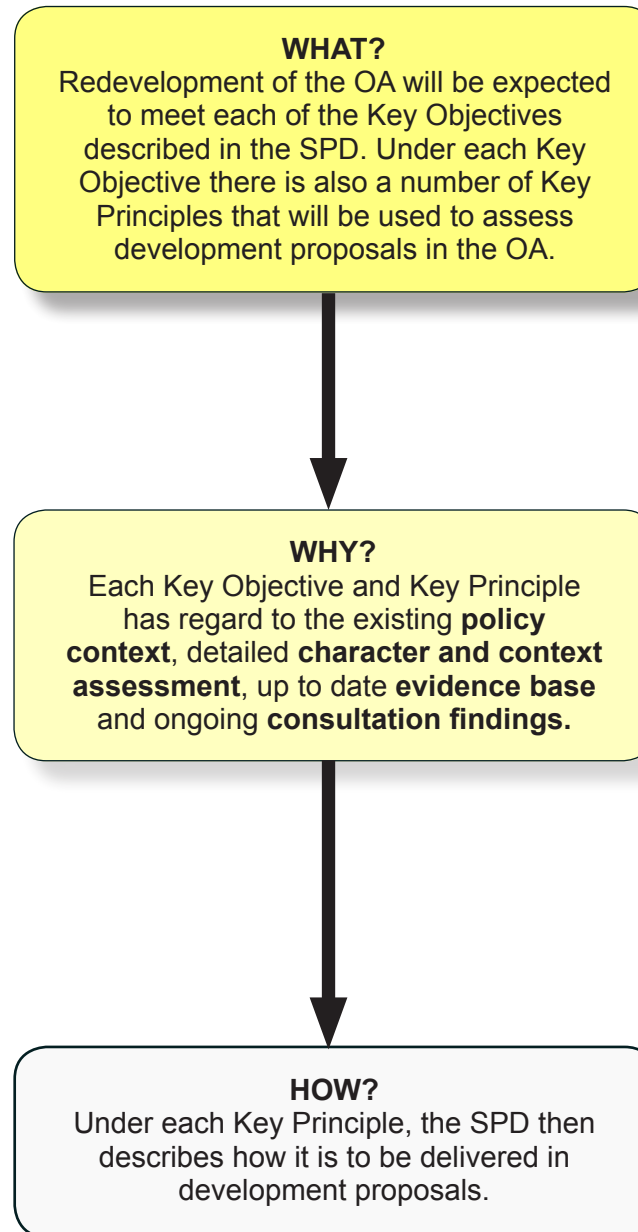 WHAT?
Redevelopment of the OA will be expected
to meet each of the Key Objectives
described in the SPD. Under each Key
Objective there is also a number of Key
Principles that will be used to assess
development proposals in the OA.
WHY?
Each Key Objective and Key Principle
has regard to the existing policy
context, detailed character and context
assessment, up to date evidence base
and ongoing consultation findings.
HOW?
Under each Key Principle, the SPD then
describes how it is to be delivered in
development proposals.